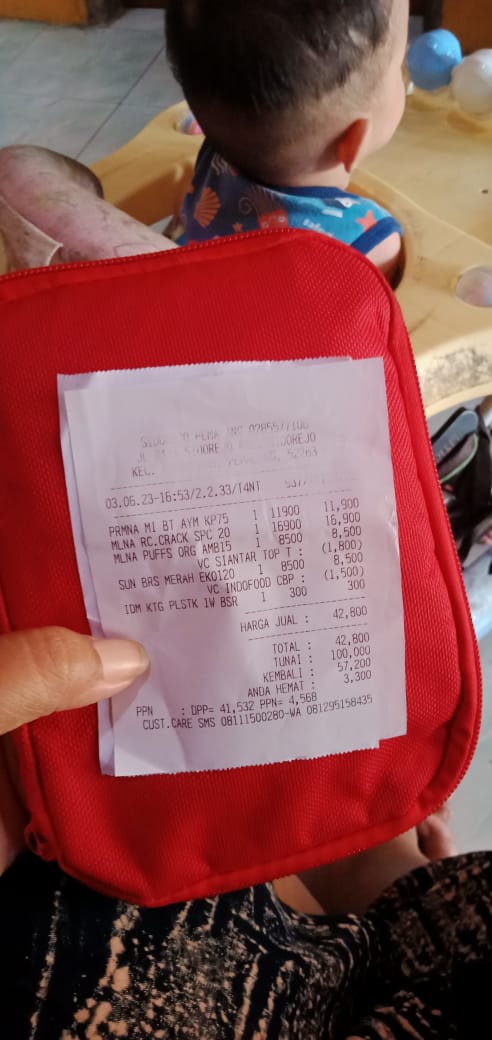 KEC.
03.06.23-16:53/2.2.33/T4NT
PRMNA MI BT AYM KP75 1 11900 11,900
MLNA RC.CRACK SPC 20 1 16900 16,900
MLNA PUFFS ORG AMB15 1 8500 8,500
VC SIANTAR TOP T : (1,800)
SUN BRS MERAH EKO120 1 8500 8,500
VC INDOFOOD CBP : (1,500)
IDM KTG PLSTK IW BSR 1 300 300
HARGA JUAL : 42,800
TOTAL : 42,800
TUNAI : 100,000
KEMBALI : 57,200
ANDA HEMAT : 3,300
PPN : DPP= 41,532 PPN= 4,568
CUST.CARE SMS 08111500280-WA 081295158435